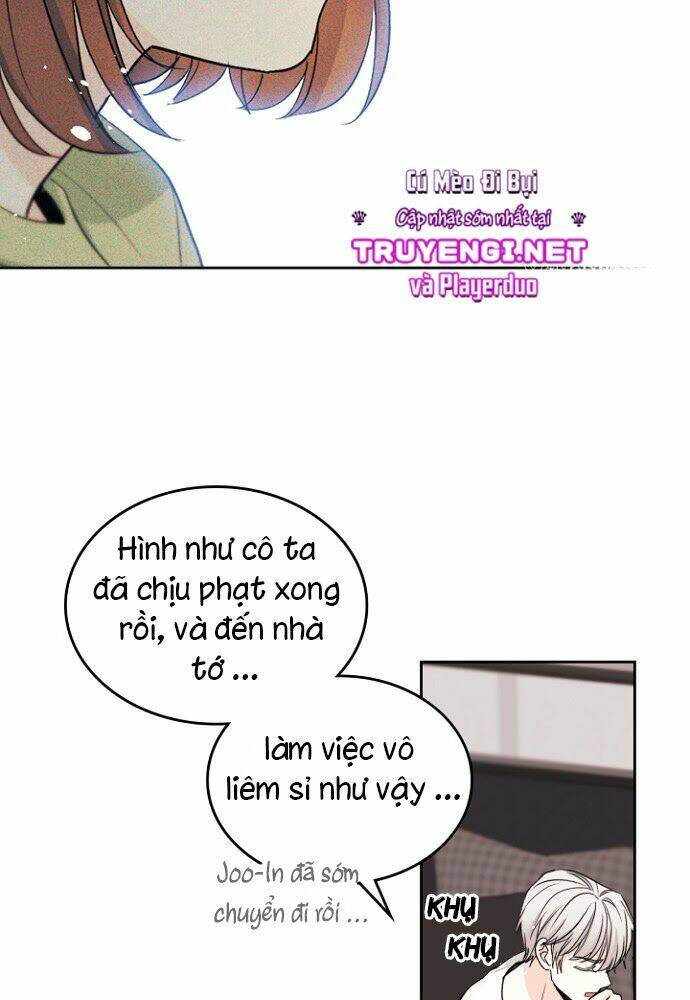 Cú Mèo Đi Bụi
Cập nhật sớm nhất tại
TRUYENGI.NET
và Playerduo
Hình như cô ta
đã chịu phạt xong
rồi, và đến nhà
tớ ...
làm việc vô
liêm sỉ như vậy ...
Joo-In đã sớm
chuyển đi rồi ...
KHỤ
KHỤ